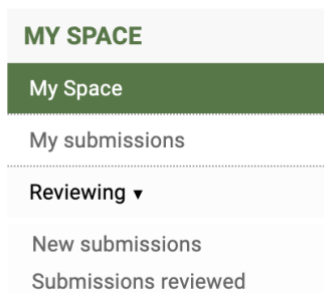 MY SPACE
My Space
My submissions
Reviewing ▾
New submissions
Submissions reviewed